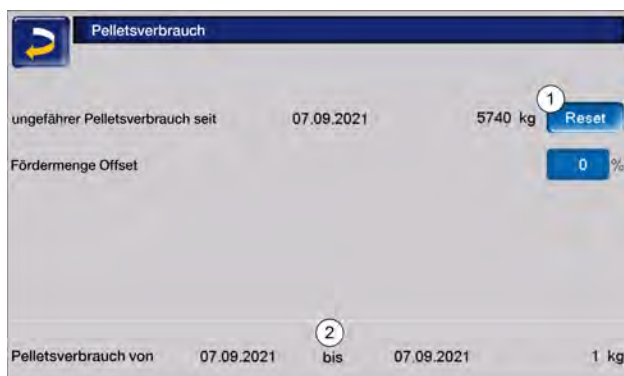 Pelletsverbrauch
1
ungefährer Pelletsverbrauch seit 07.09.2021 5740 kg Reset
Fördermenge Offset 0 %
2
Pelletsverbrauch von 07.09.2021 bis 07.09.2021 1 kg